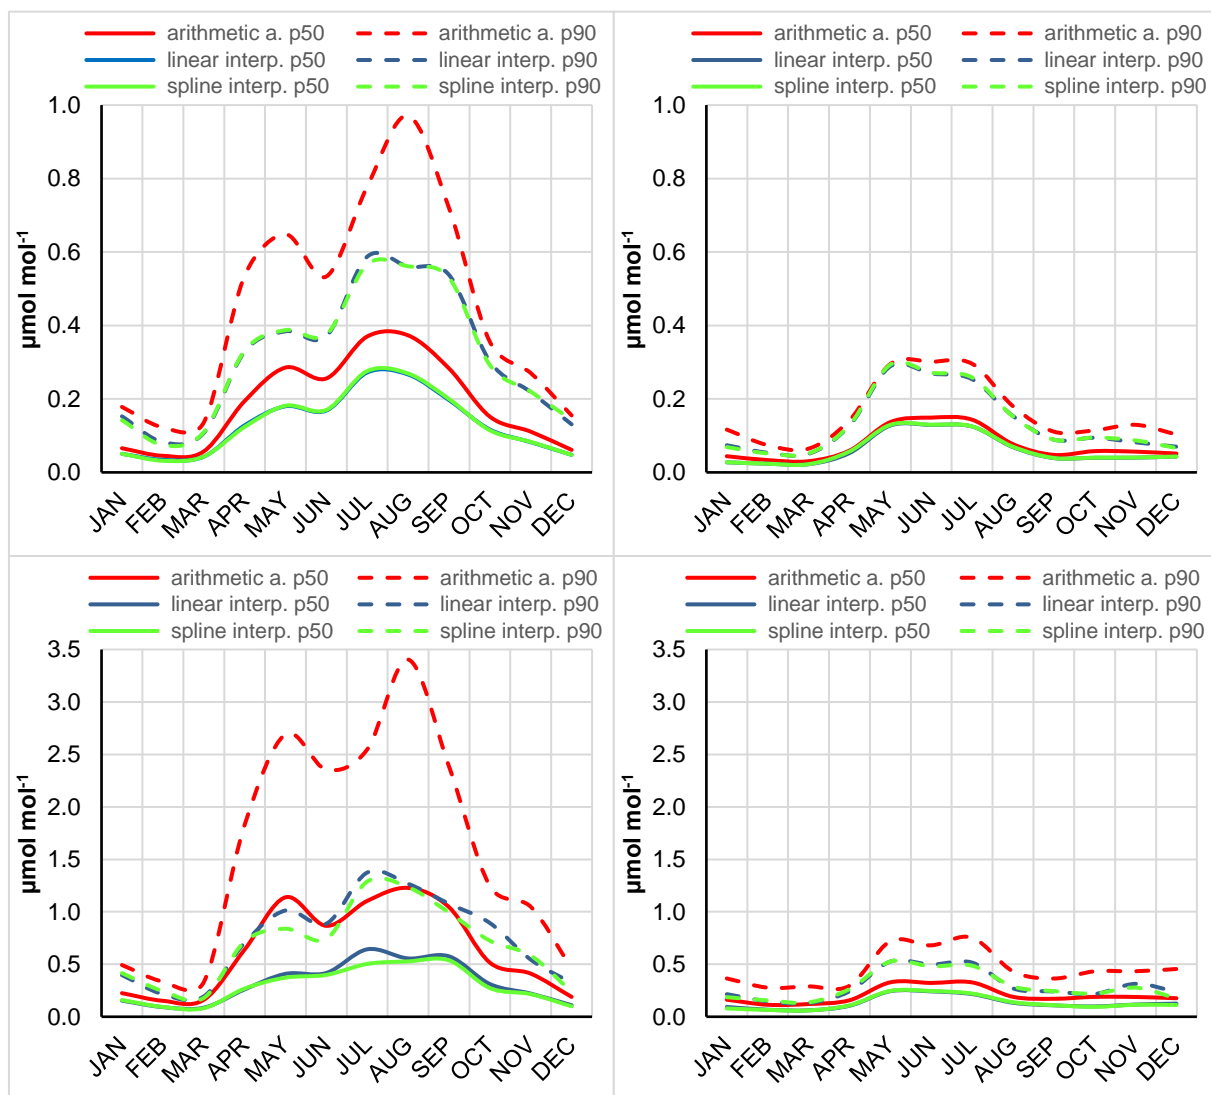 arithmetic a. p50 arithmetic a. p90
linear interp. p50 linear interp. p90
spline interp. p50 spline interp. p90
1.0
0.8
0.6
0.4
0.2
0.0
µmol mol⁻¹
JAN FEB MAR APR MAY JUN JUL AUG SEP OCT NOV DEC
arithmetic a. p50 arithmetic a. p90
linear interp. p50 linear interp. p90
spline interp. p50 spline interp. p90
1.0
0.8
0.6
0.4
0.2
0.0
µmol mol⁻¹
JAN FEB MAR APR MAY JUN JUL AUG SEP OCT NOV DEC
arithmetic a. p50 arithmetic a. p90
linear interp. p50 linear interp. p90
spline interp. p50 spline interp. p90
3.5
3.0
2.5
2.0
1.5
1.0
0.5
0.0
µmol mol⁻¹
JAN FEB MAR APR MAY JUN JUL AUG SEP OCT NOV DEC
arithmetic a. p50 arithmetic a. p90
linear interp. p50 linear interp. p90
spline interp. p50 spline interp. p90
3.5
3.0
2.5
2.0
1.5
1.0
0.5
0.0
µmol mol⁻¹
JAN FEB MAR APR MAY JUN JUL AUG SEP OCT NOV DEC